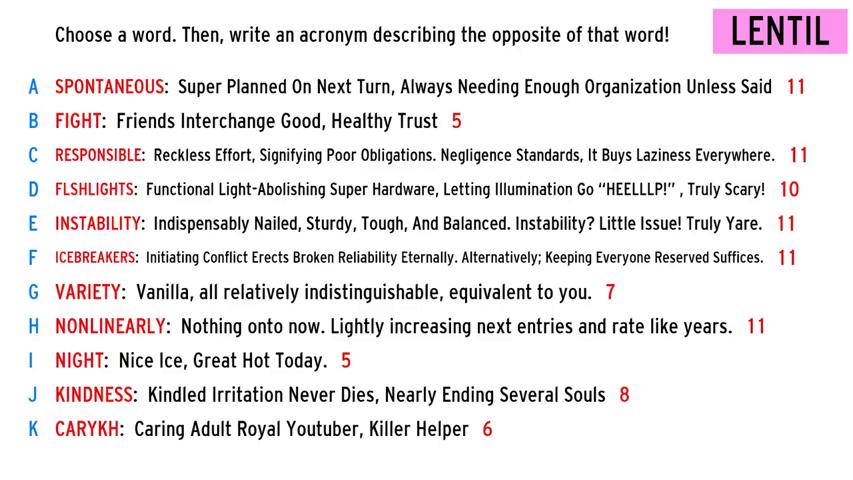 Choose a word. Then, write an acronym describing the opposite of that word!
LENTIL
A SPONTANEOUS: Super Planned On Next Turn, Always Needing Enough Organization Unless Said 11
B FIGHT: Friends Interchange Good, Healthy Trust 5
C RESPONSIBLE: Reckless Effort, Signifying Poor Obligations. Negligence Standards, It Buys Laziness Everywhere. 11
D FLSHLIGHTS: Functional Light-Abolishing Super Hardware, Letting Illumination Go “HEELLLP!” , Truly Scary! 10
E INSTABILITY: Indispensably Nailed, Sturdy, Tough, And Balanced. Instability? Little Issue! Truly Yare. 11
F ICEBREAKERS: Initiating Conflict Erects Broken Reliability Eternally. Alternatively; Keeping Everyone Reserved Suffices. 11
G VARIETY: Vanilla, all relatively indistinguishable, equivalent to you. 7
H NONLINEARLY: Nothing onto now. Lightly increasing next entries and rate like years. 11
I NIGHT: Nice Ice, Great Hot Today. 5
J KINDNESS: Kindled Irritation Never Dies, Nearly Ending Several Souls 8
K CARYKH: Caring Adult Royal Youtuber, Killer Helper 6